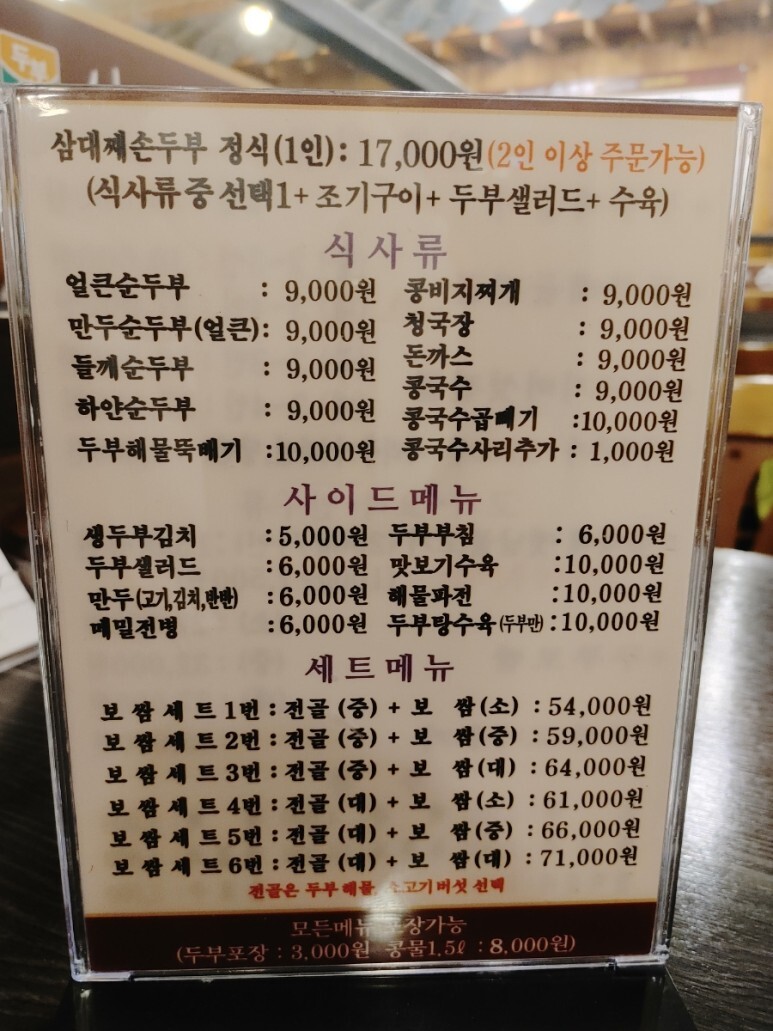 두부
삼대째손두부 정식(1인): 17,000원(2인 이상 주문가능)
(식사류중 선택1+ 조기구이+ 두부샐러드+ 수육)
식사류
얼큰순두부 : 9,000원 콩비지찌개 : 9,000원
만두순두부(얼큰): 9,000원 청국장 : 9,000원
들깨순두부 : 9,000원 돈까스 : 9,000원
하얀순두부 : 9,000원 콩국수 : 9,000원
콩국수곱빼기 :10,000원
두부해물뚝빼기 :10,000원 콩국수사리추가 : 1,000원
사이드메뉴
생두부김치 :5,000원 두부부침 : 6,000원
두부샐러드 :6,000원 맛보기수육 :10,000원
만두(고기,김치,반반) :6,000원 해물파전 :10,000원
메밀전병 :6,000원 두부탕수육(두부만) :10,000원
세트메뉴
보쌈세트1번 : 전골 (중) + 보 쌈(소) : 54,000원
보쌈세트2번 : 전골 (중) + 보 쌈(중) : 59,000원
보쌈세트3번 : 전골 (중) + 보 쌈(대) : 64,000원
보쌈세트4번 : 전골 (대) + 보 쌈(소) : 61,000원
보쌈세트5번 : 전골 (대) + 보 쌈(중) : 66,000원
보쌈세트6번 : 전골 (대) + 보 쌈(대) : 71,000원
전골은 두부해물, 소고기버섯 선택
모든메뉴 포장가능
(두부포장 : 3,000원 콩물1,5ℓ : 8,000원)